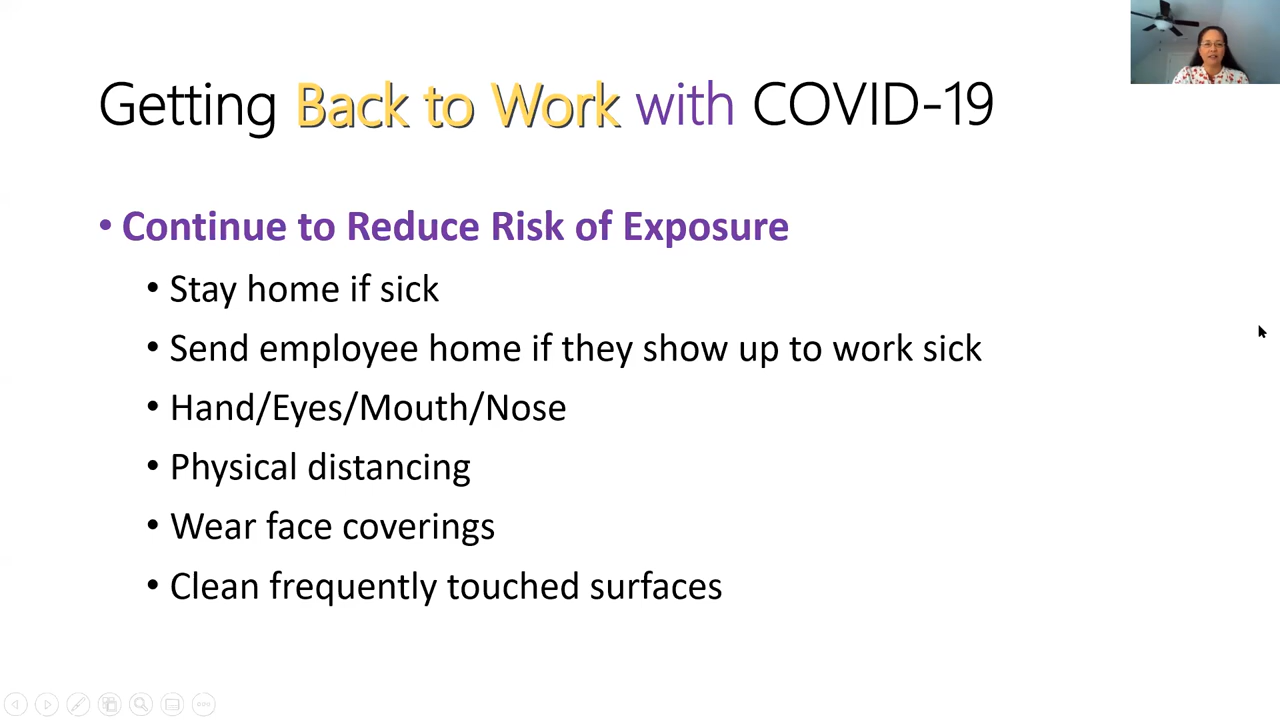 Getting Back to Work with COVID-19
• Continue to Reduce Risk of Exposure
• Stay home if sick
• Send employee home if they show up to work sick
• Hand/Eyes/Mouth/Nose
• Physical distancing
• Wear face coverings
• Clean frequently touched surfaces